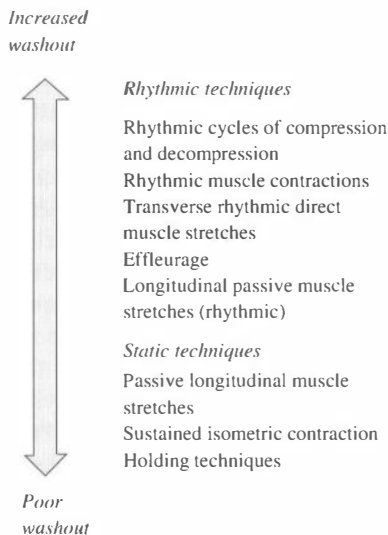 Increased
washout
Rhythmic techniques
Rhythmic cycles of compression
and decompression
Rhythmic muscle contractions
Transverse rhythmic direct
muscle stretches
Effleurage
Longitudinal passive muscle
stretches (rhythmic)
Static techniques
Passive longitudinal muscle
stretches
Sustained isometric contraction
Holding techniques
Poor
washout